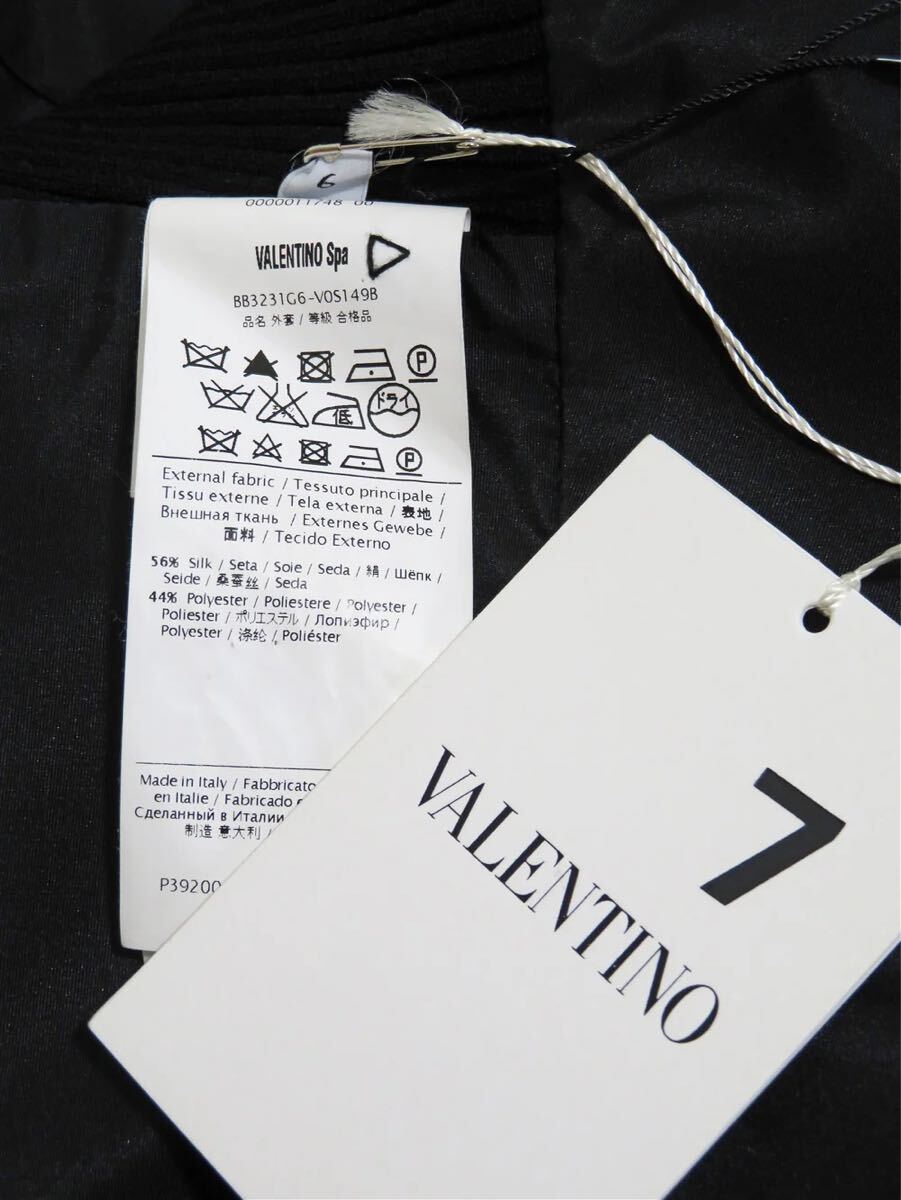 6
VALENTINO Spa
BB3231G6-V0S149B
品名 外套 / 等級 合格品
P
低
ドライ
P
External fabric / Tessuto principale /
Tissu externe / Tela externa / 表地 /
Внешная ткань / Externes Gewebe /
面料 / Tecido Externo
56% Silk / Seta / Soie / Seda / 絹 / Шёпк /
Seide / 桑蚕丝 / Seda
44% Polyester / Poliestere / Polyester /
Poliester / ポリエステル / Лопиэфир /
Polyester / 涤纶 / Poliéster
Made in Italy / Fabbricato
en Italie / Fabricado
Сделанный в Италии
制造 意大利 /
P39200
7
VALENTINO